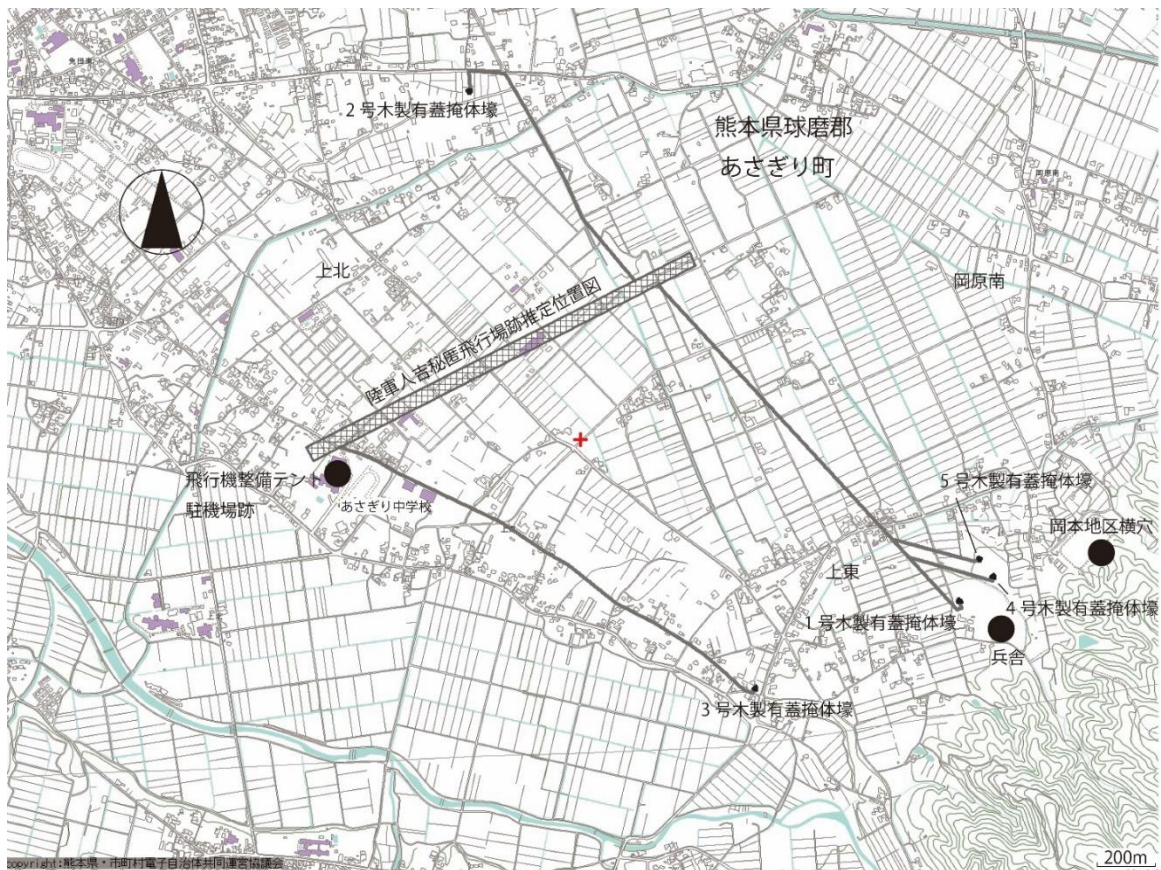 免田東
2号木製有蓋掩体壕
熊本県球磨郡
あさぎり町
岡原南
上北
岡原南
陸軍人吉秘匿飛行場跡推定位置図
飛行機整備テント
駐機場跡
あさぎり中学校
5号木製有蓋掩体壕
岡本地区横穴
上東
4号木製有蓋掩体壕
1号木製有蓋掩体壕
兵舎
3号木製有蓋掩体壕
copyright:熊本県・市町村電子自治体共同運営協議会
200m